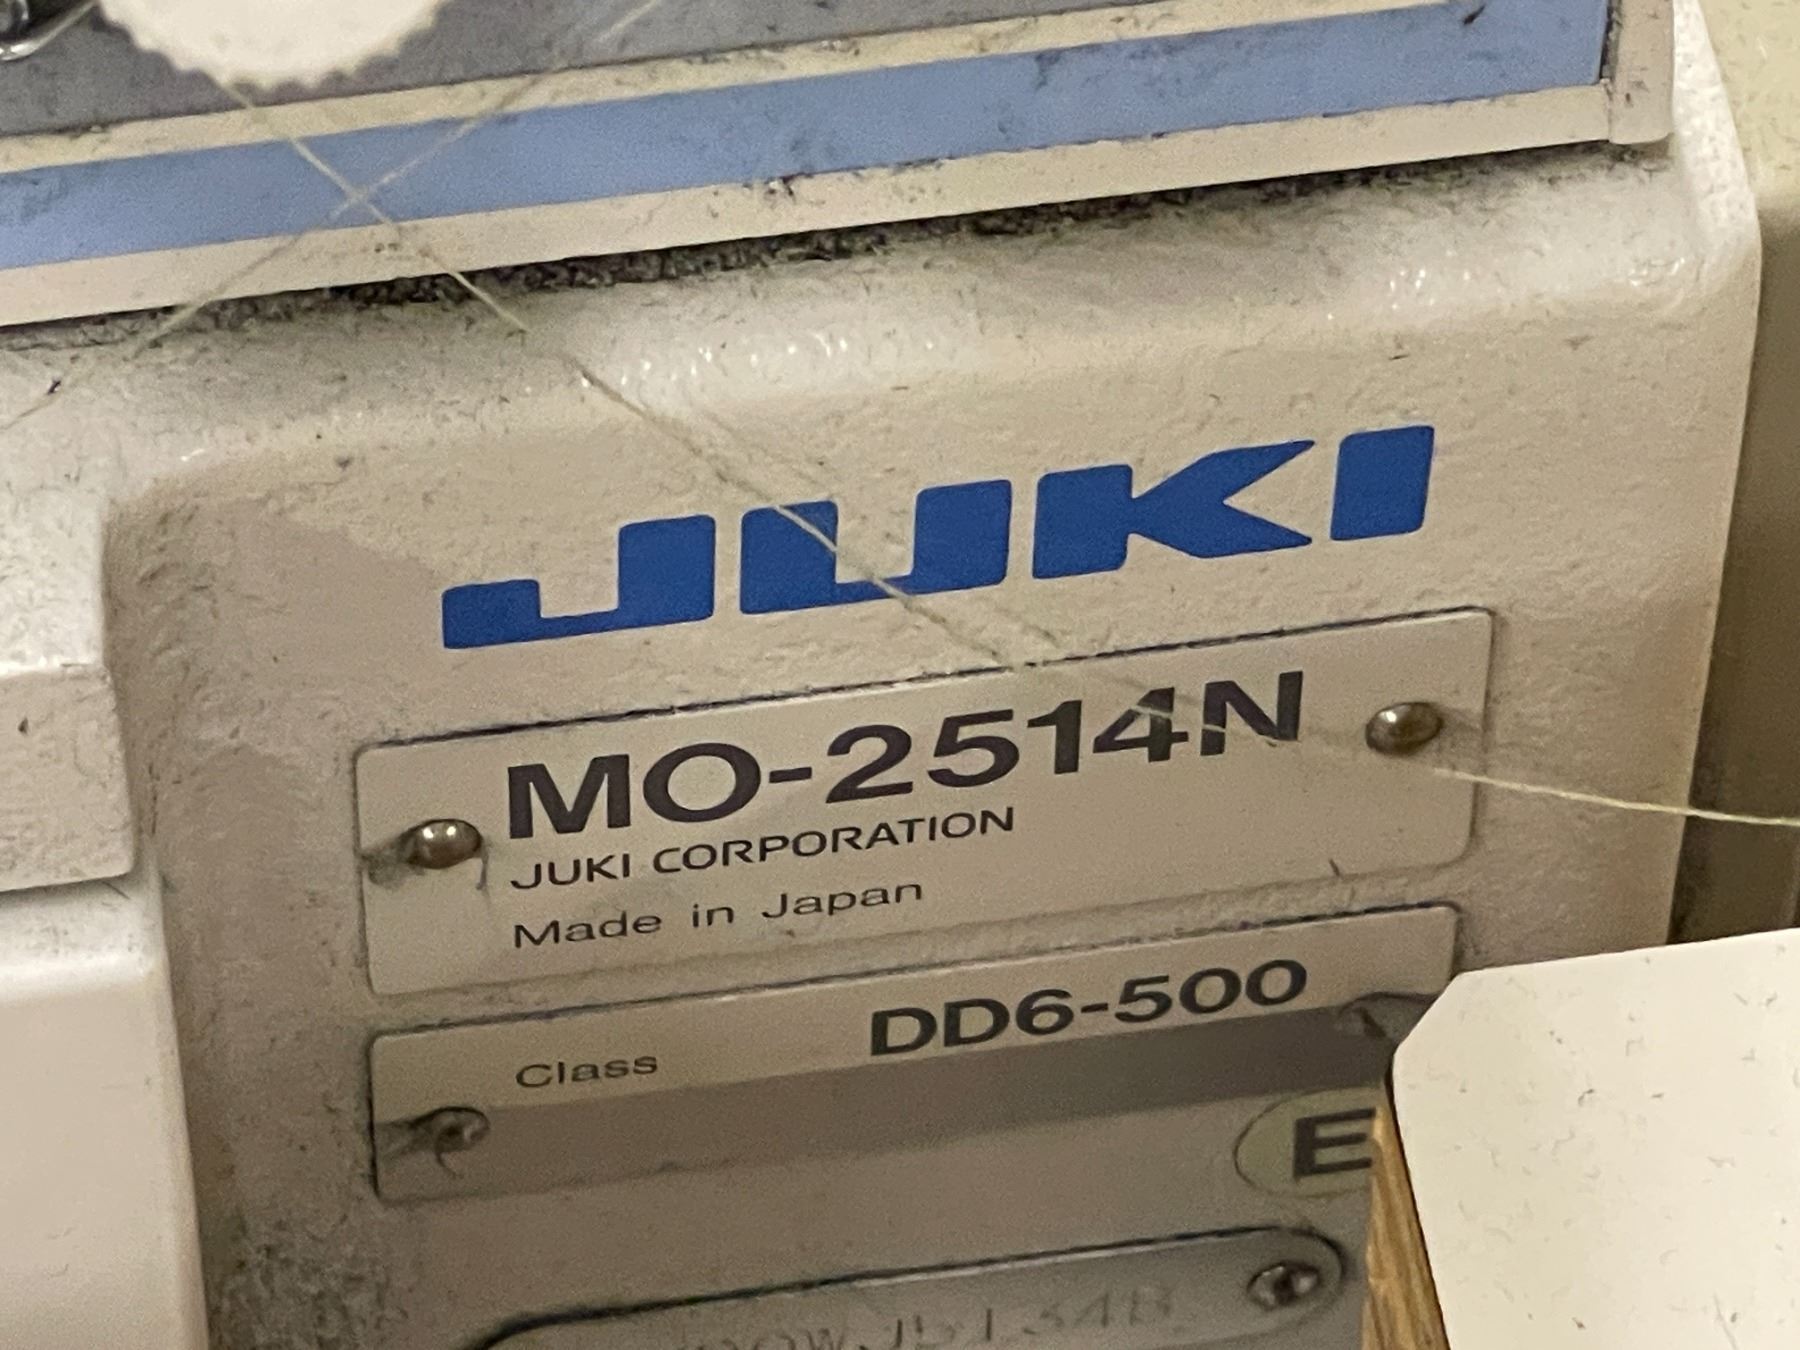 JUKI
MO-2514N
JUKI CORPORATION
Made in Japan
Class DD6-500
E